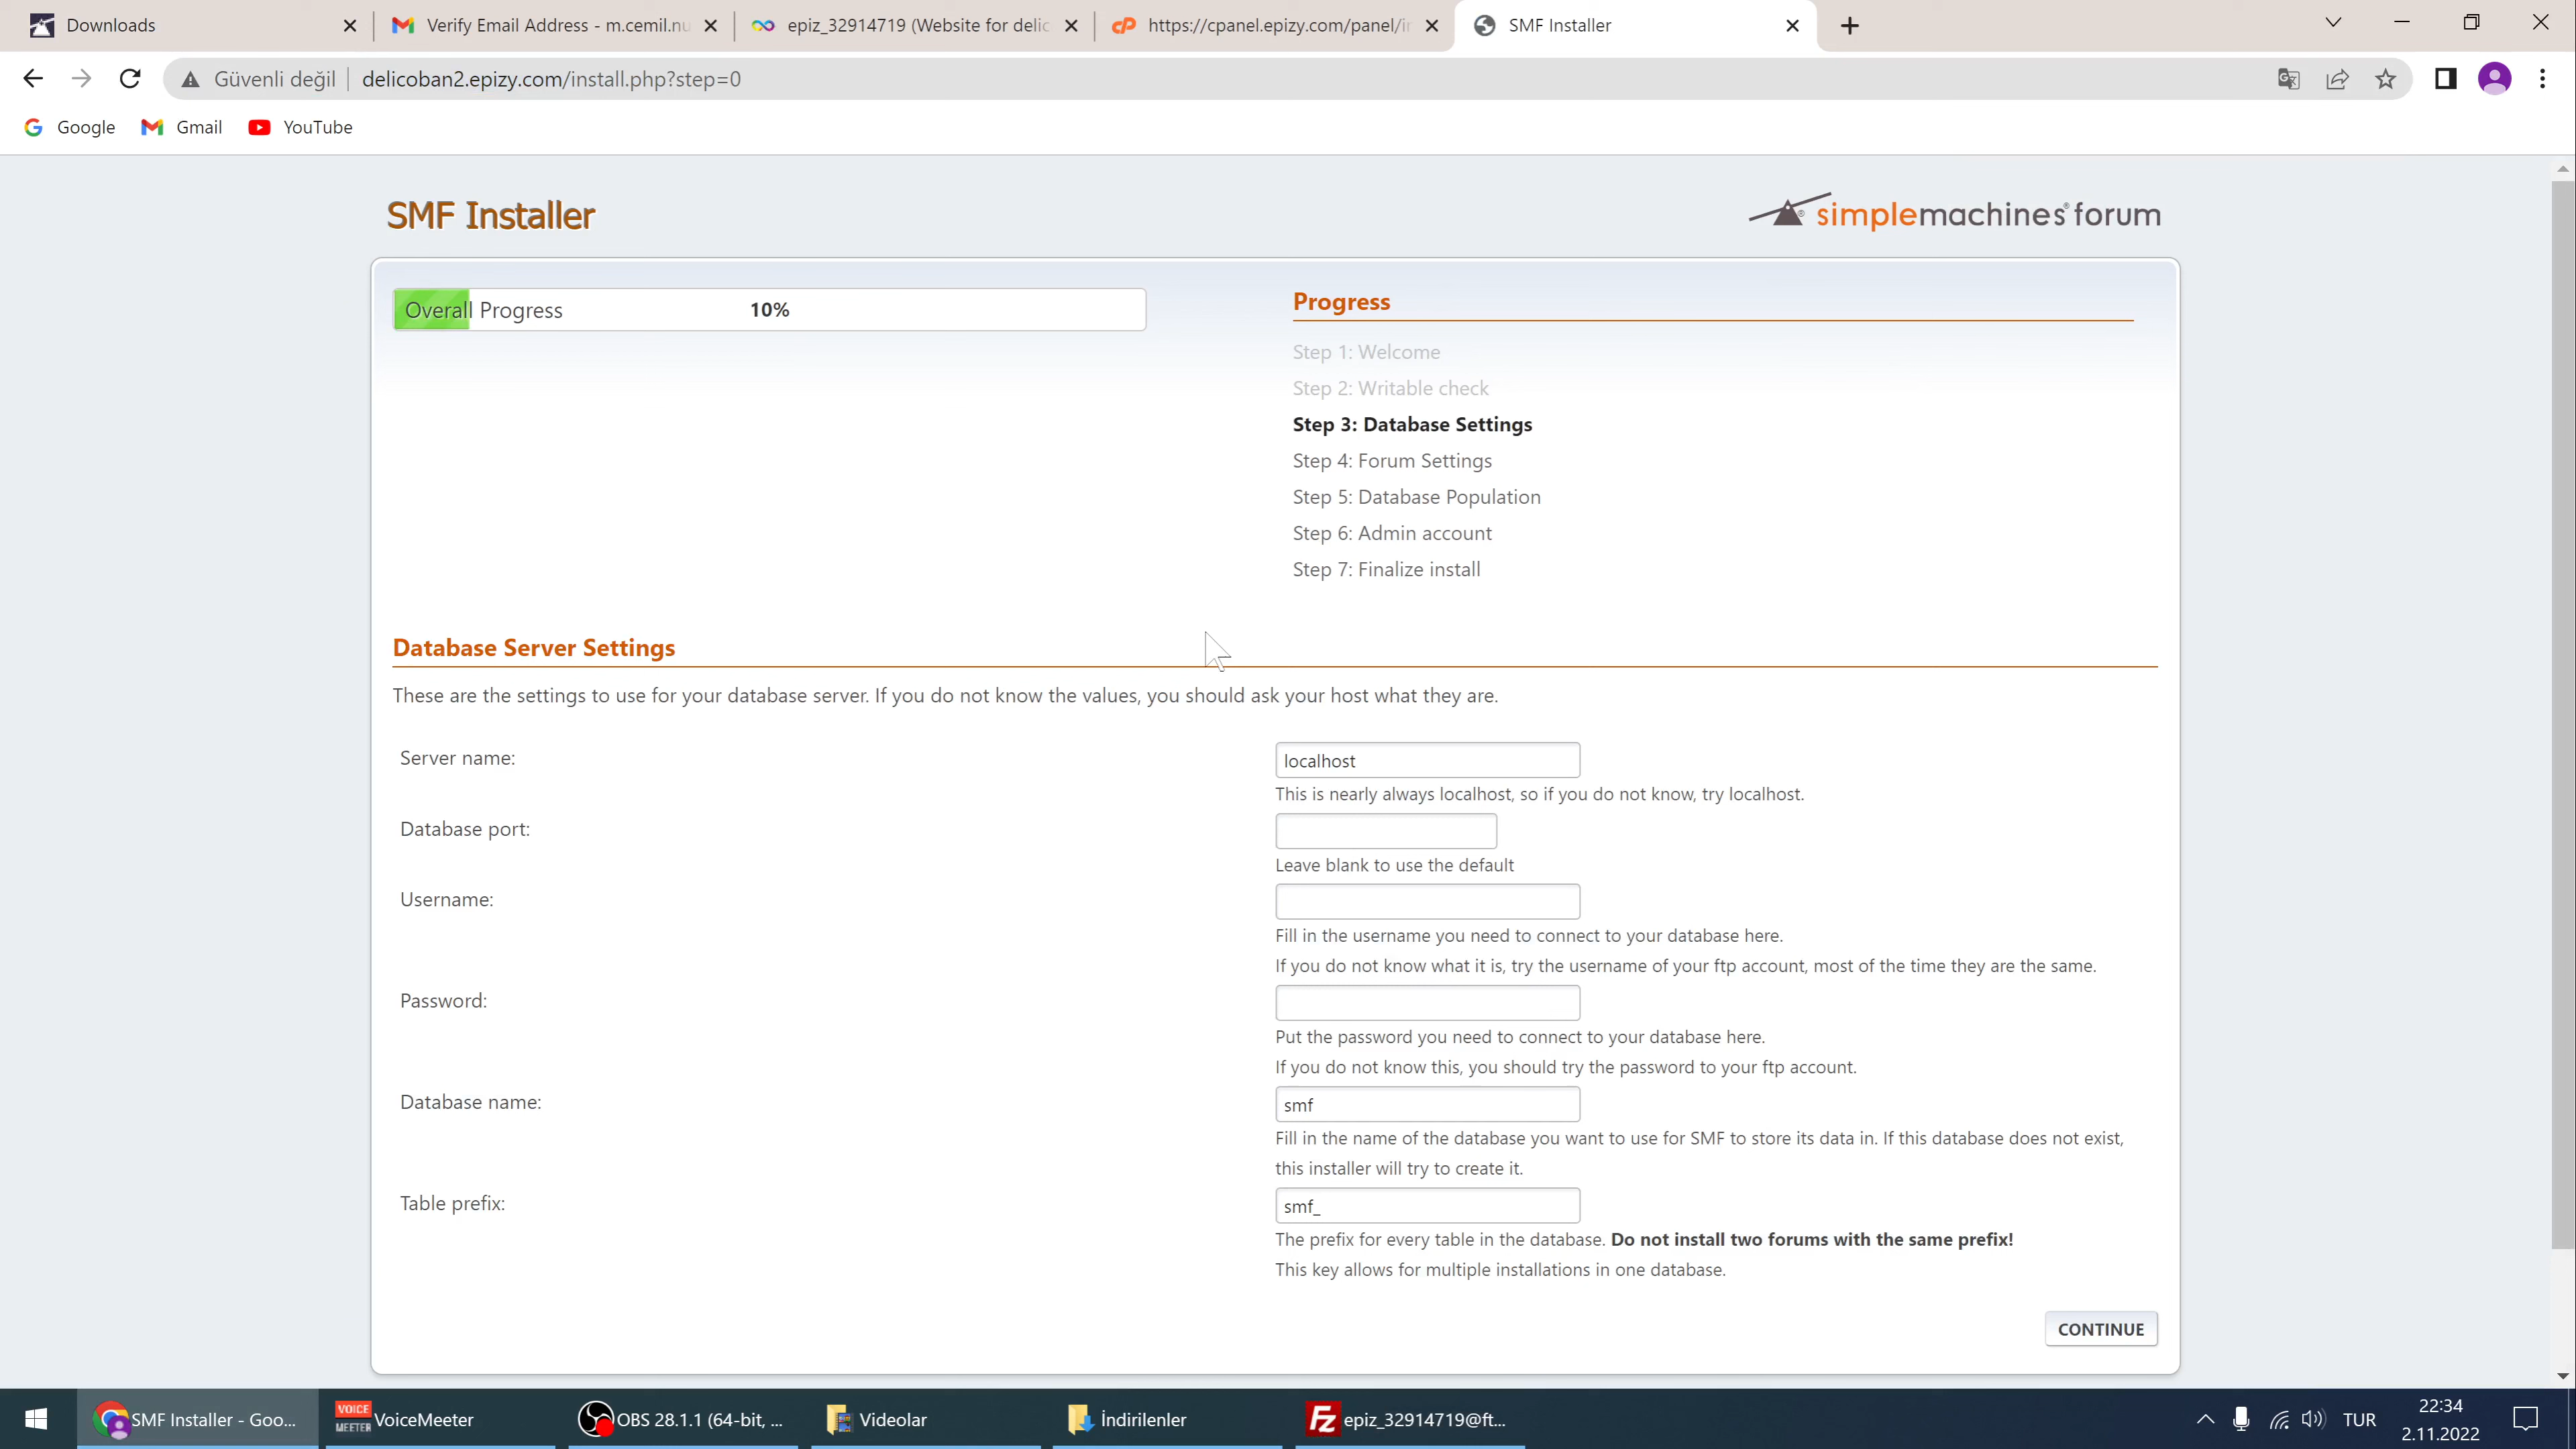 Downloads
Verify Email Address - m.cemil.nu
epiz_32914719 (Website for delic
https://cpanel.epizy.com/panel/in
SMF Installer
Güvenli değil
delicoban2.epizy.com/install.php?step=0
Google
Gmail
YouTube
SMF Installer
simplemachines® forum
Overall Progress
10%
Progress
Step 1: Welcome
Step 2: Writable check
Step 3: Database Settings
Step 4: Forum Settings
Step 5: Database Population
Step 6: Admin account
Step 7: Finalize install
Database Server Settings
These are the settings to use for your database server. If you do not know the values, you should ask your host what they are.
Server name:
localhost
This is nearly always localhost, so if you do not know, try localhost.
Database port:
Leave blank to use the default
Username:
Fill in the username you need to connect to your database here.
If you do not know what it is, try the username of your ftp account, most of the time they are the same.
Password:
Put the password you need to connect to your database here.
If you do not know this, you should try the password to your ftp account.
Database name:
smf
Fill in the name of the database you want to use for SMF to store its data in. If this database does not exist,
this installer will try to create it.
Table prefix:
smf_
The prefix for every table in the database. Do not install two forums with the same prefix!
This key allows for multiple installations in one database.
CONTINUE
SMF Installer - Goo...
VOICE
MEETER
VoiceMeeter
OBS 28.1.1 (64-bit, ...
Videolar
İndirilenler
epiz_32914719@ft...
TUR
22:34
2.11.2022